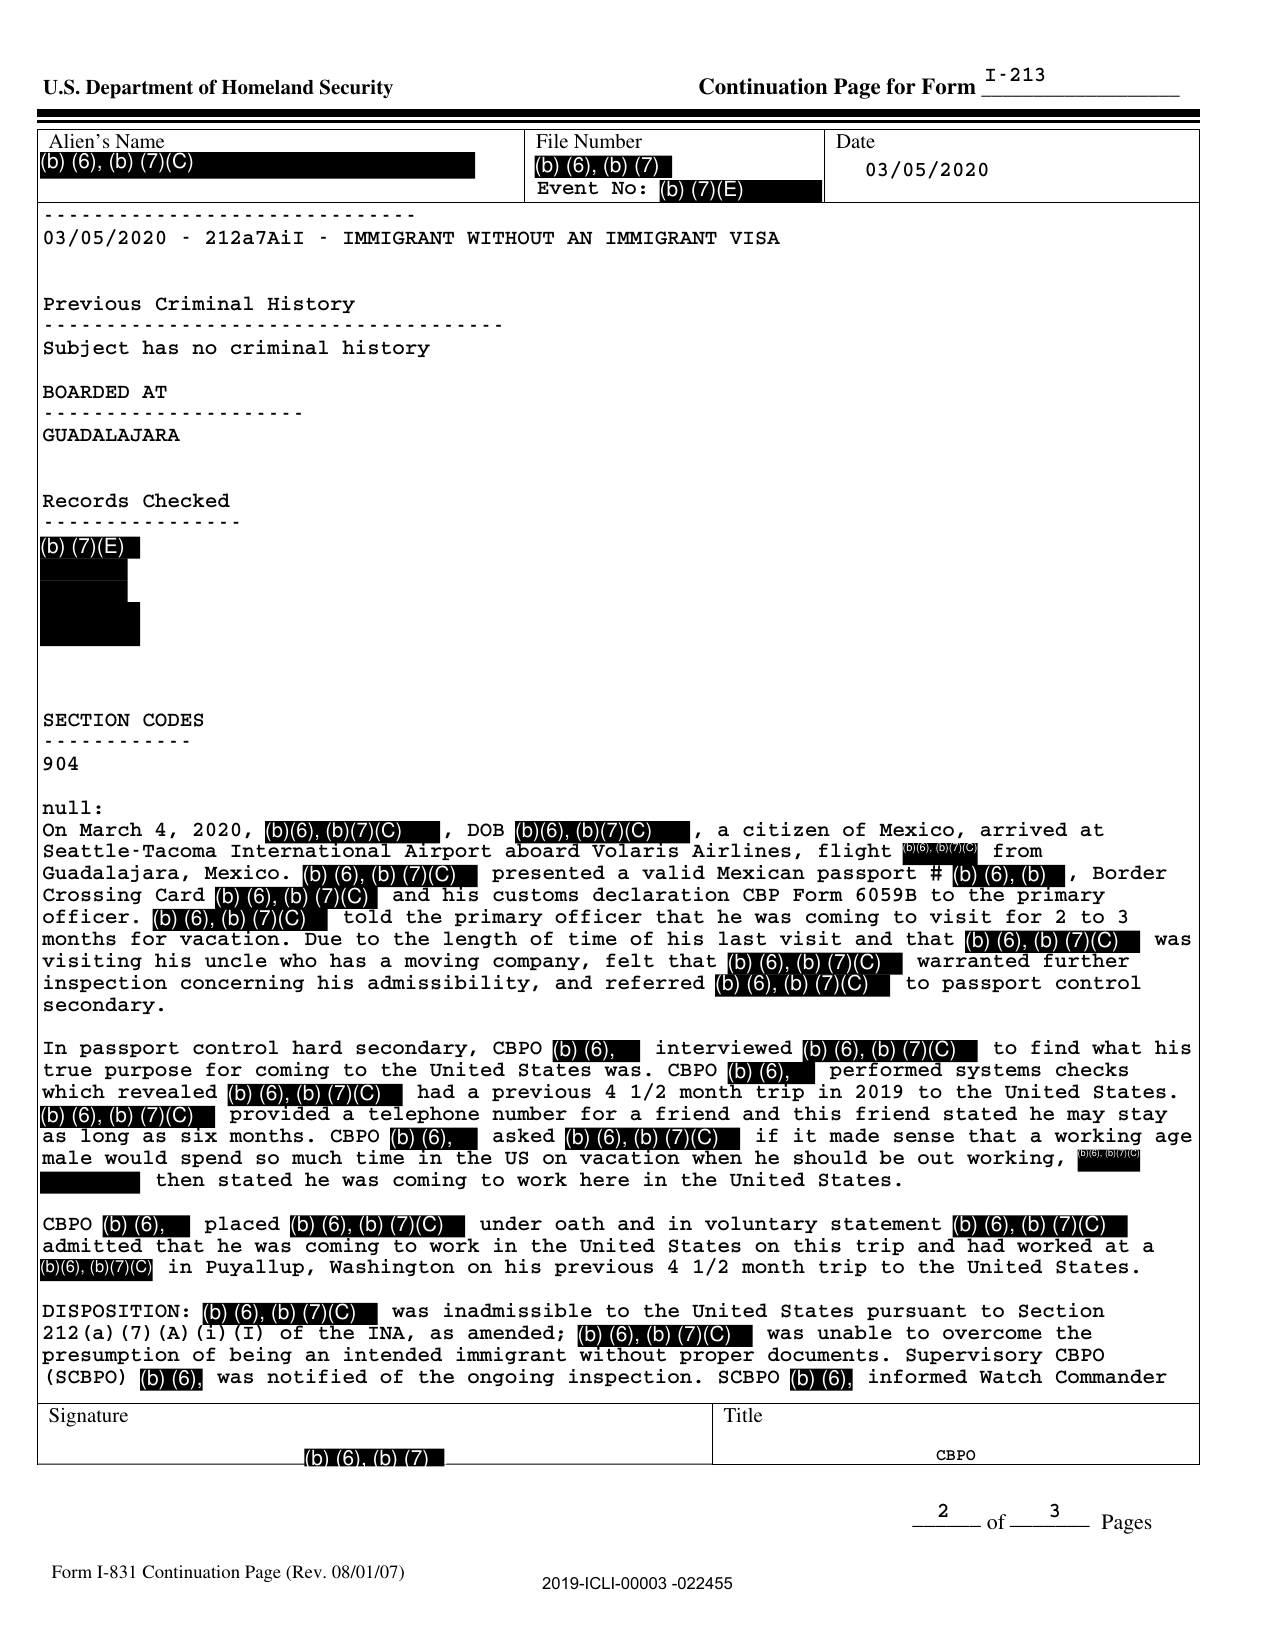 U.S. Department of Homeland Security
Continuation Page for Form I-213
Alien's Name
(b) (6), (b) (7)(C)
File Number
(b) (6), (b) (7)
Event No: (b) (7)(E)
Date
03/05/2020
------------------------------
03/05/2020 - 212a7AiI - IMMIGRANT WITHOUT AN IMMIGRANT VISA
Previous Criminal History
-------------------------------------
Subject has no criminal history
BOARDED AT
---------------------
GUADALAJARA
Records Checked
----------------
(b) (7)(E)
SECTION CODES
------------
904
null:
On March 4, 2020, (b)(6), (b)(7)(C) , DOB (b)(6), (b)(7)(C) , a citizen of Mexico, arrived at
Seattle-Tacoma International Airport aboard Volaris Airlines, flight (b)(6), (b)(7)(C) from
Guadalajara, Mexico. (b) (6), (b) (7)(C) presented a valid Mexican passport # (b) (6), (b) , Border
Crossing Card (b) (6), (b) (7)(C) and his customs declaration CBP Form 6059B to the primary
officer. (b) (6), (b) (7)(C) told the primary officer that he was coming to visit for 2 to 3
months for vacation. Due to the length of time of his last visit and that (b) (6), (b) (7)(C) was
visiting his uncle who has a moving company, felt that (b) (6), (b) (7)(C) warranted further
inspection concerning his admissibility, and referred (b) (6), (b) (7)(C) to passport control
secondary.
In passport control hard secondary, CBPO (b) (6), interviewed (b) (6), (b) (7)(C) to find what his
true purpose for coming to the United States was. CBPO (b) (6), performed systems checks
which revealed (b) (6), (b) (7)(C) had a previous 4 1/2 month trip in 2019 to the United States.
(b) (6), (b) (7)(C) provided a telephone number for a friend and this friend stated he may stay
as long as six months. CBPO (b) (6), asked (b) (6), (b) (7)(C) if it made sense that a working age
male would spend so much time in the US on vacation when he should be out working, (b)(6), (b)(7)(C)
then stated he was coming to work here in the United States.
CBPO (b) (6), placed (b) (6), (b) (7)(C) under oath and in voluntary statement (b) (6), (b) (7)(C)
admitted that he was coming to work in the United States on this trip and had worked at a
(b)(6), (b)(7)(C) in Puyallup, Washington on his previous 4 1/2 month trip to the United States.
DISPOSITION: (b) (6), (b) (7)(C) was inadmissible to the United States pursuant to Section
212(a)(7)(A)(i)(I) of the INA, as amended; (b) (6), (b) (7)(C) was unable to overcome the
presumption of being an intended immigrant without proper documents. Supervisory CBPO
(SCBPO) (b) (6), was notified of the ongoing inspection. SCBPO (b) (6), informed Watch Commander
Signature
(b) (6), (b) (7)
Title
CBPO
2 of 3 Pages
Form I-831 Continuation Page (Rev. 08/01/07)
2019-ICLI-00003 -022455